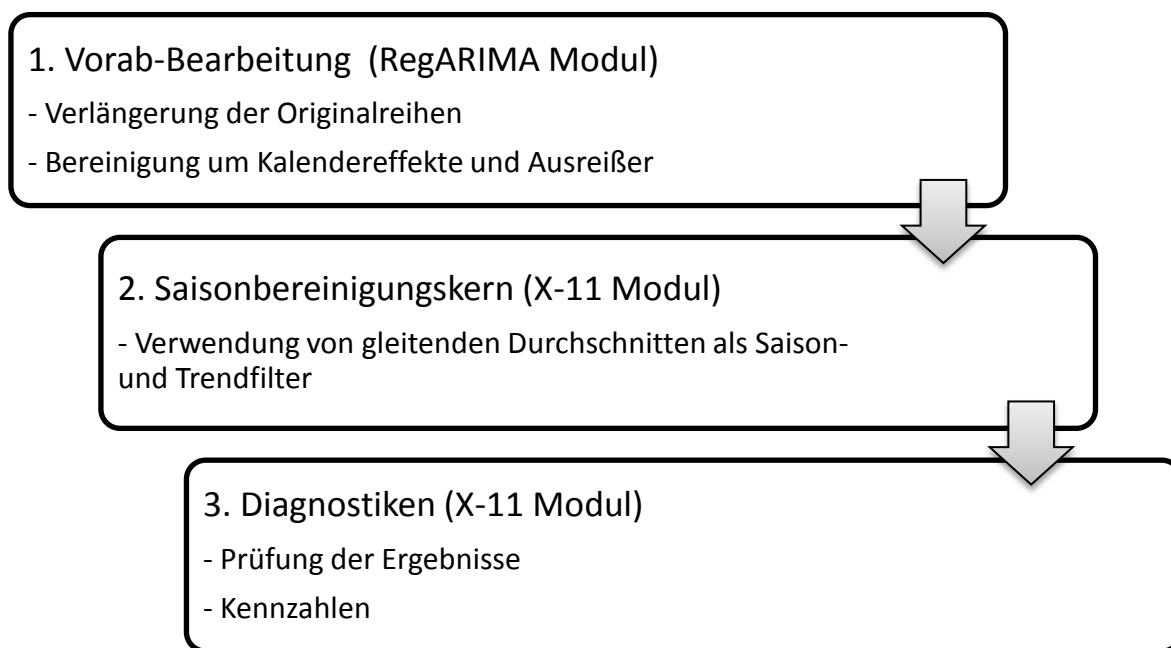 1. Vorab-Bearbeitung (RegARIMA Modul)
- Verlängerung der Originalreihen
- Bereinigung um Kalendereffekte und Ausreißer
2. Saisonbereinigungskern (X-11 Modul)
- Verwendung von gleitenden Durchschnitten als Saison-
und Trendfilter
3. Diagnostiken (X-11 Modul)
- Prüfung der Ergebnisse
- Kennzahlen